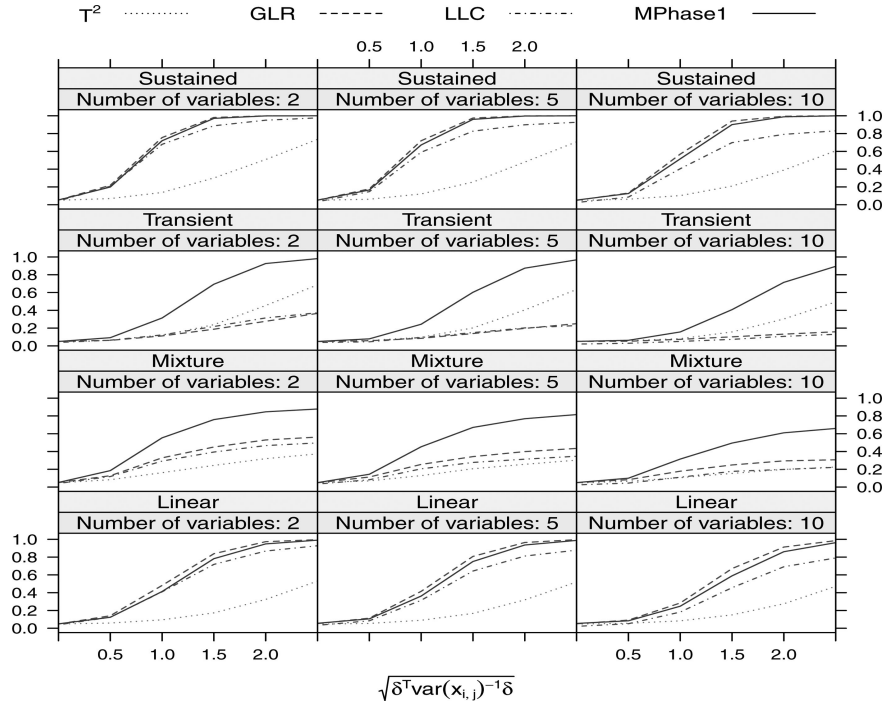 T² GLR LLC MPhase1
0.5 1.0 1.5 2.0
Sustained Sustained Sustained
Number of variables: 2 Number of variables: 5 Number of variables: 10
1.0
0.8
0.6
0.4
0.2
0.0
Transient Transient Transient
Number of variables: 2 Number of variables: 5 Number of variables: 10
1.0
0.8
0.6
0.4
0.2
0.0
Mixture Mixture Mixture
Number of variables: 2 Number of variables: 5 Number of variables: 10
1.0
0.8
0.6
0.4
0.2
0.0
Linear Linear Linear
Number of variables: 2 Number of variables: 5 Number of variables: 10
1.0
0.8
0.6
0.4
0.2
0.0
0.5 1.0 1.5 2.0 0.5 1.0 1.5 2.0
√δᵀvar(x_{i, j})⁻¹δ